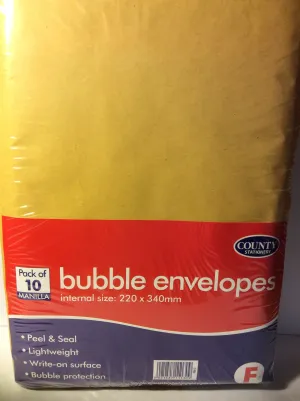 COUNTY
STATIONERY
Pack of
10
MANILLA
bubble envelopes
internal size: 220 x 340mm
• Peel & Seal
• Lightweight
• Write-on surface
• Bubble protection
F